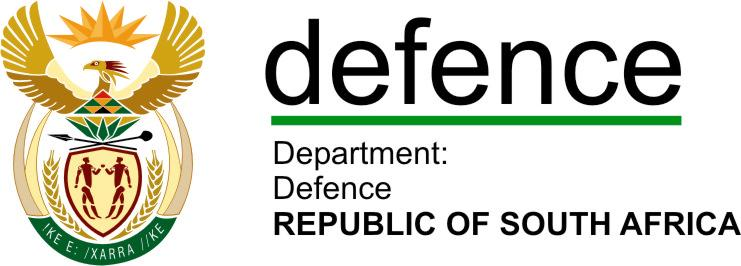 defence
Department:
Defence
REPUBLIC OF SOUTH AFRICA
!KE E: /XARRA //KE